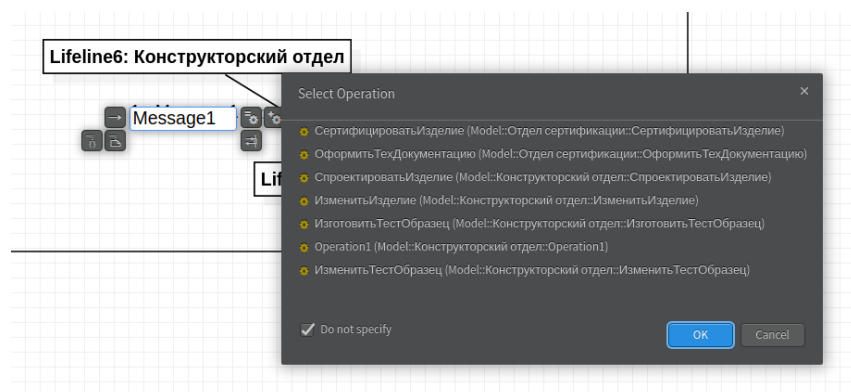 Lifeline6: Конструкторский отдел
Message1
Lif
Select Operation
СертифицироватьИзделие (Model::Отдел сертификации::СертифицироватьИзделие)
ОформитьТехДокументацию (Model::Отдел сертификации::ОформитьТехДокументацию)
СпроектироватьИзделие (Model::Конструкторский отдел::СпроектироватьИзделие)
ИзменитьИзделие (Model::Конструкторский отдел::ИзменитьИзделие)
ИзготовитьТестОбразец (Model::Конструкторский отдел::ИзготовитьТестОбразец)
Operation1 (Model::Конструкторский отдел::Operation1)
ИзменитьТестОбразец (Model::Конструкторский отдел::ИзменитьТестОбразец)
Do not specify
OK
Cancel